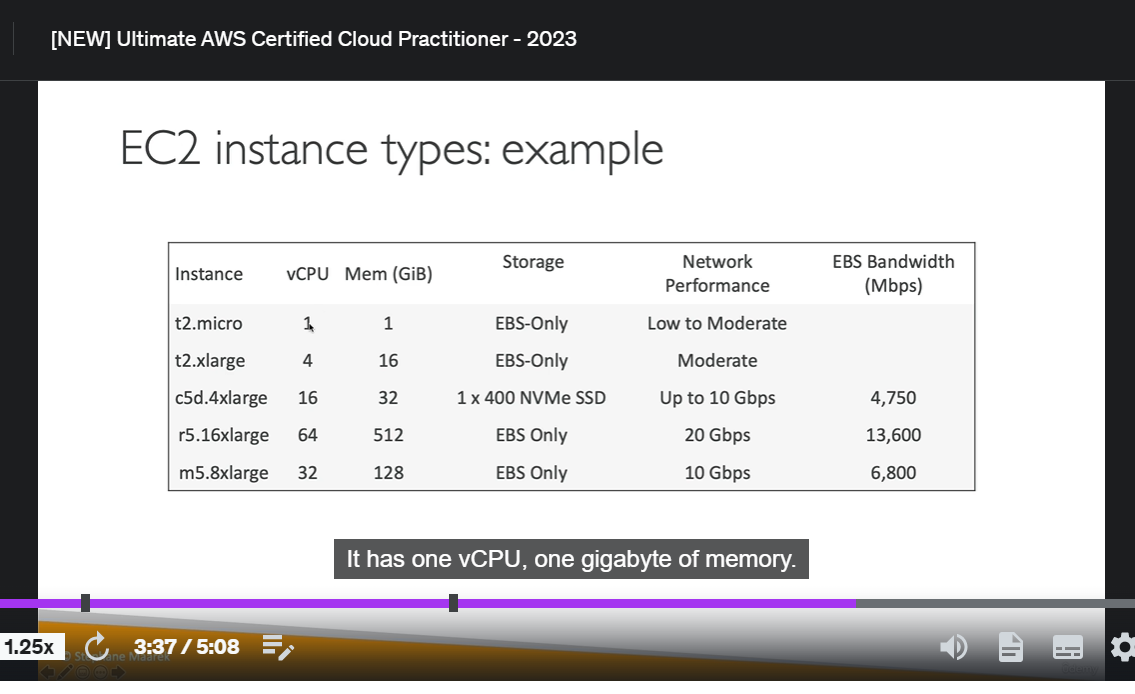 [NEW] Ultimate AWS Certified Cloud Practitioner - 2023
EC2 instance types: example
Instance vCPU Mem (GiB) Storage Network Performance EBS Bandwidth (Mbps)
t2.micro 1 1 EBS-Only Low to Moderate
t2.xlarge 4 16 EBS-Only Moderate
c5d.4xlarge 16 32 1 x 400 NVMe SSD Up to 10 Gbps 4,750
r5.16xlarge 64 512 EBS Only 20 Gbps 13,600
m5.8xlarge 32 128 EBS Only 10 Gbps 6,800
It has one vCPU, one gigabyte of memory.
1.25x 3:37 / 5:08
© Stephane Maarek